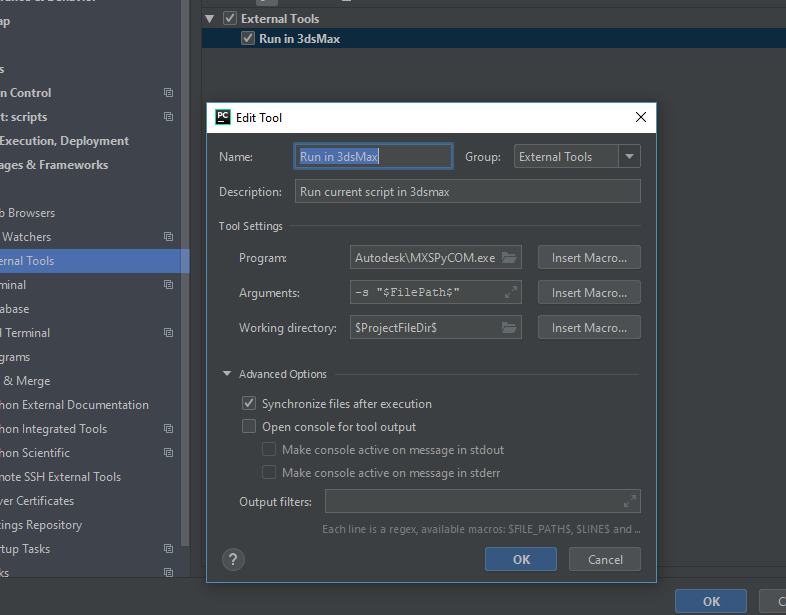 External Tools
Run in 3dsMax
ap
s
n Control
t: scripts
Execution, Deployment
ages & Frameworks
b Browsers
Watchers
ernal Tools
minal
abase
l Terminal
grams
& Merge
hon External Documentation
hon Integrated Tools
hon Scientific
mote SSH External Tools
ver Certificates
tings Repository
rtup Tasks
ks
PC Edit Tool
Name: Run in 3dsMax Group: External Tools
Description: Run current script in 3dsmax
Tool Settings
Program: Autodesk\MXSPyCOM.exe Insert Macro...
Arguments: -s "$FilePath$" Insert Macro...
Working directory: $ProjectFileDir$ Insert Macro...
Advanced Options
Synchronize files after execution
Open console for tool output
Make console active on message in stdout
Make console active on message in stderr
Output filters:
Each line is a regex, available macros: $FILE_PATH$, $LINE$ and ...
? OK Cancel
OK C